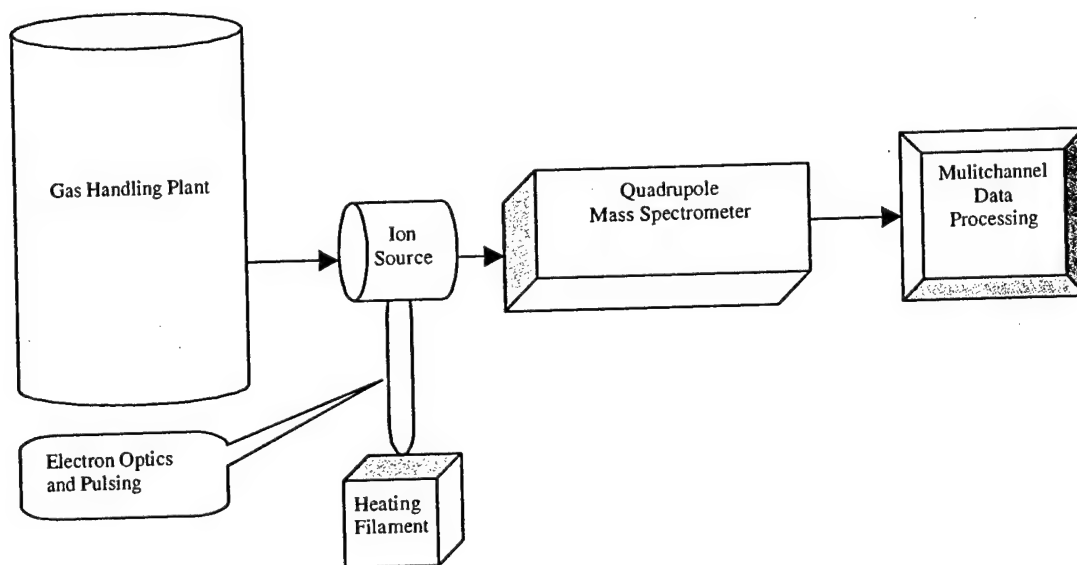 Gas Handling Plant
Ion
Source
Quadrupole
Mass Spectrometer
Mulitchannel
Data
Processing
Electron Optics
and Pulsing
Heating
Filament